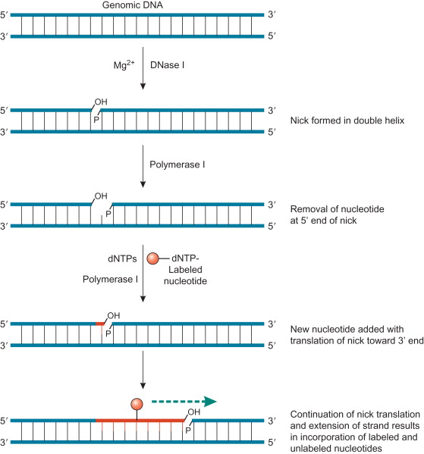 Genomic DNA
5′ 3′
3′ 5′
Mg2+ DNase I
OH
5′ 3′
P
3′ 5′
Nick formed in double helix
Polymerase I
OH
5′ 3′
P
3′ 5′
Removal of nucleotide
at 5′ end of nick
dNTPs
Polymerase I
dNTP-
Labeled
nucleotide
OH
5′ 3′
P
3′ 5′
New nucleotide added with
translation of nick toward 3′ end
OH
5′ 3′
P
3′ 5′
Continuation of nick translation
and extension of strand results
in incorporation of labeled and
unlabeled nucleotides